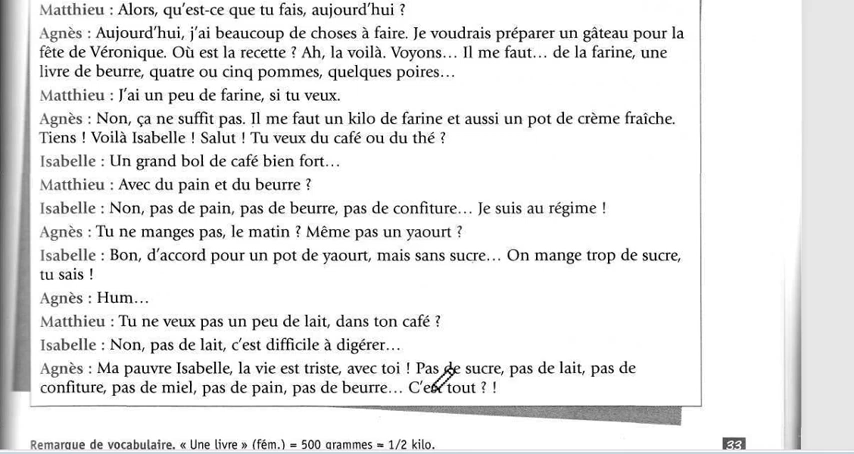 Matthieu : Alors, qu'est-ce que tu fais, aujourd'hui ?
Agnès : Aujourd'hui, j'ai beaucoup de choses à faire. Je voudrais préparer un gâteau pour la
fête de Véronique. Où est la recette ? Ah, la voilà. Voyons… Il me faut… de la farine, une
livre de beurre, quatre ou cinq pommes, quelques poires…
Matthieu : J'ai un peu de farine, si tu veux.
Agnès : Non, ça ne suffit pas. Il me faut un kilo de farine et aussi un pot de crème fraîche.
Tiens ! Voilà Isabelle ! Salut ! Tu veux du café ou du thé ?
Isabelle : Un grand bol de café bien fort…
Matthieu : Avec du pain et du beurre ?
Isabelle : Non, pas de pain, pas de beurre, pas de confiture… Je suis au régime !
Agnès : Tu ne manges pas, le matin ? Même pas un yaourt ?
Isabelle : Bon, d'accord pour un pot de yaourt, mais sans sucre… On mange trop de sucre,
tu sais !
Agnès : Hum…
Matthieu : Tu ne veux pas un peu de lait, dans ton café ?
Isabelle : Non, pas de lait, c'est difficile à digérer…
Agnès : Ma pauvre Isabelle, la vie est triste, avec toi ! Pas de sucre, pas de lait, pas de
confiture, pas de miel, pas de pain, pas de beurre… C'est tout ? !
Remarque de vocabulaire. « Une livre » (fém.) = 500 grammes = 1/2 kilo.
33